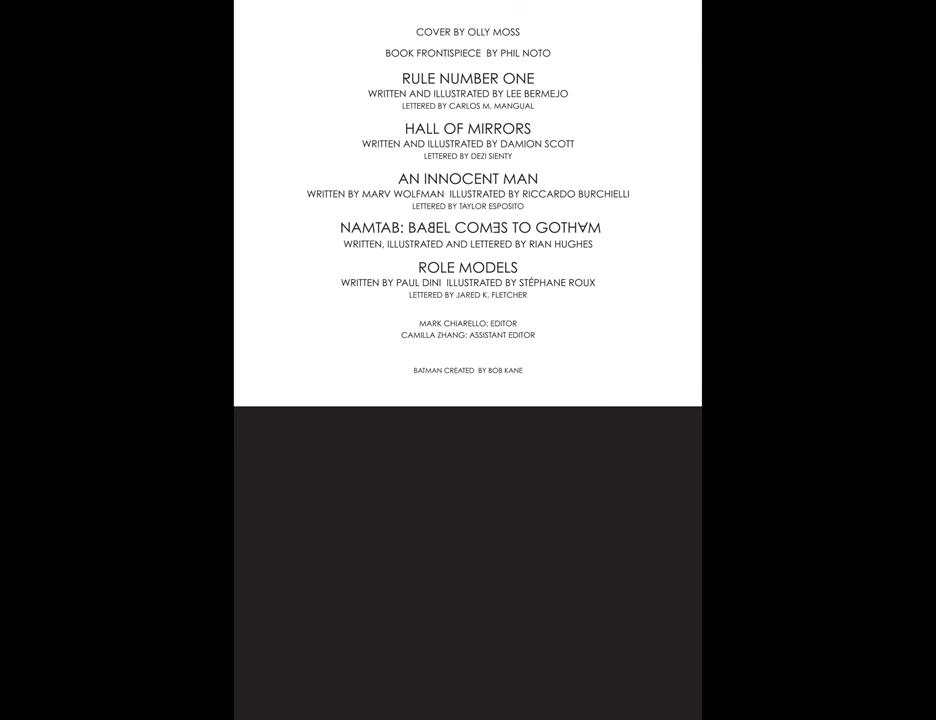 COVER BY OLLY MOSS
BOOK FRONTISPIECE BY PHIL NOTO
RULE NUMBER ONE
WRITTEN AND ILLUSTRATED BY LEE BERMEJO
LETTERED BY CARLOS M. MANGUAL
HALL OF MIRRORS
WRITTEN AND ILLUSTRATED BY DAMION SCOTT
LETTERED BY DEZI SIENTY
AN INNOCENT MAN
WRITTEN BY MARV WOLFMAN ILLUSTRATED BY RICCARDO BURCHIELLI
LETTERED BY TAYLOR ESPOSITO
NAMTAB: BABEL COMƎS TO GOTH∀M
WRITTEN, ILLUSTRATED AND LETTERED BY RIAN HUGHES
ROLE MODELS
WRITTEN BY PAUL DINI ILLUSTRATED BY STÉPHANE ROUX
LETTERED BY JARED K. FLETCHER
MARK CHIARELLO: EDITOR
CAMILLA ZHANG: ASSISTANT EDITOR
BATMAN CREATED BY BOB KANE